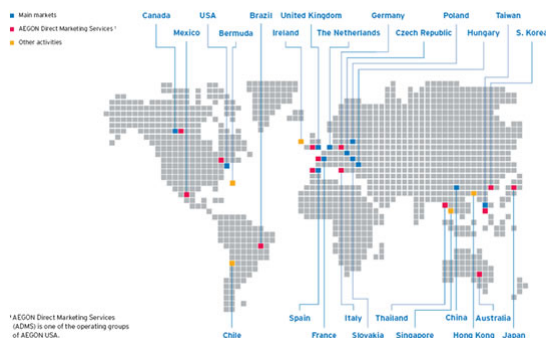 Main markets
AEGON Direct Marketing Services ¹
Other activities
Canada USA Brazil United Kingdom Germany Poland Taiwan
Mexico Bermuda Ireland The Netherlands Czech Republic Hungary S. Korea
Spain Italy Thailand China Australia
Chile France Slovakia Singapore Hong Kong Japan
¹ AEGON Direct Marketing Services
(ADMS) is one of the operating groups
of AEGON USA.